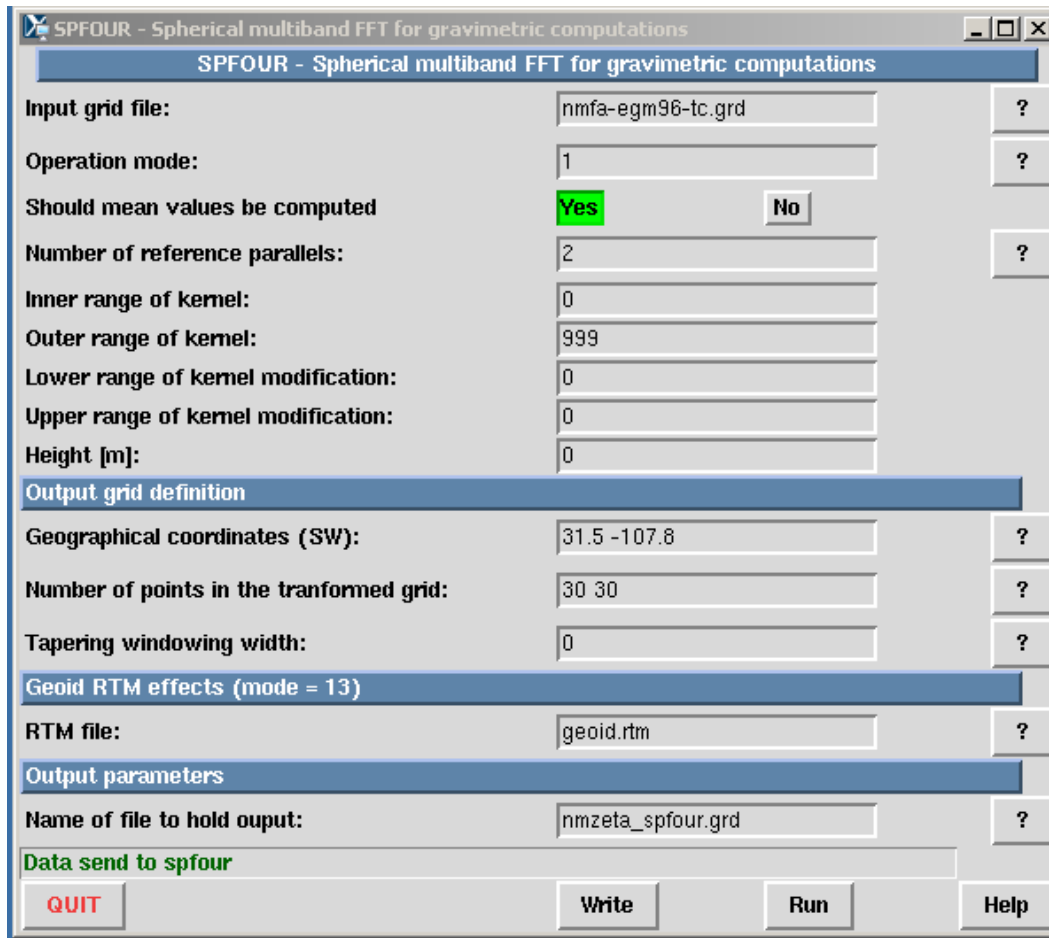 SPFOUR - Spherical multiband FFT for gravimetric computations
SPFOUR - Spherical multiband FFT for gravimetric computations
Input grid file: nmfa-egm96-tc.grd ?
Operation mode: 1 ?
Should mean values be computed Yes No
Number of reference parallels: 2 ?
Inner range of kernel: 0
Outer range of kernel: 999
Lower range of kernel modification: 0
Upper range of kernel modification: 0
Height [m]: 0
Output grid definition
Geographical coordinates (SW): 31.5 -107.8 ?
Number of points in the tranformed grid: 30 30 ?
Tapering windowing width: 0 ?
Geoid RTM effects (mode = 13)
RTM file: geoid.rtm ?
Output parameters
Name of file to hold ouput: nmzeta_spfour.grd ?
Data send to spfour
QUIT Write Run Help